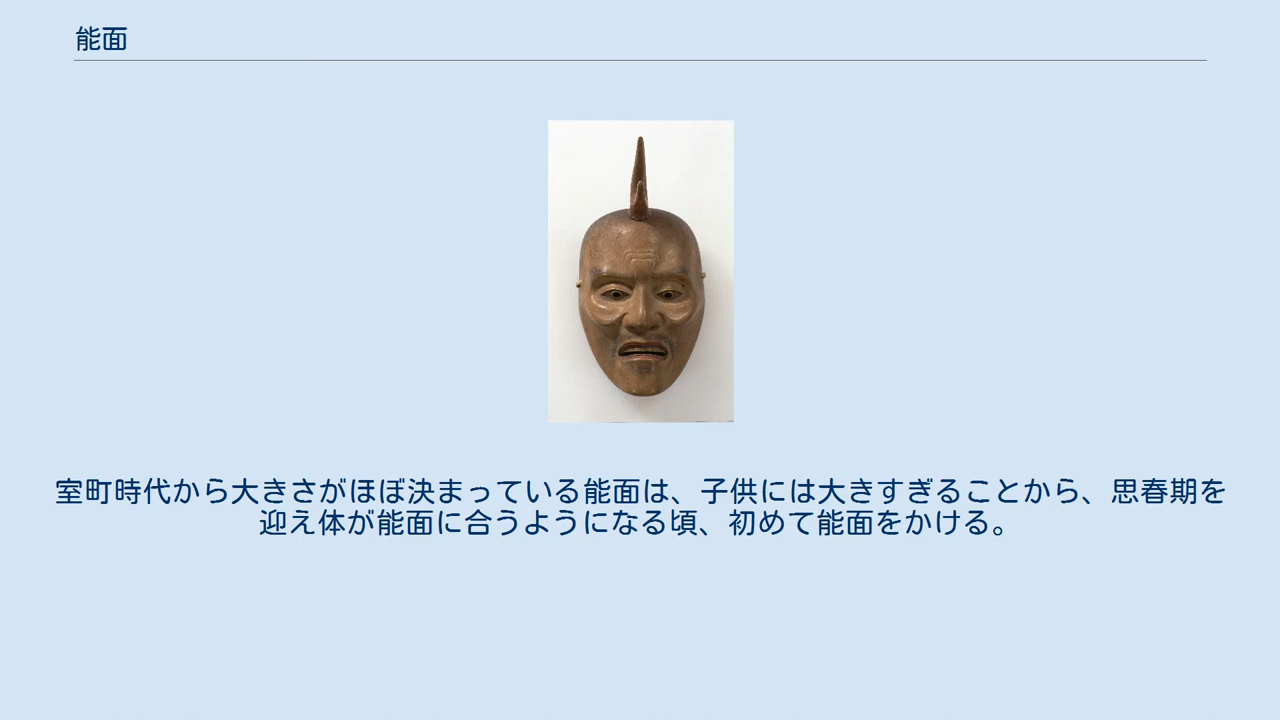 能面
室町時代から大きさがほぼ決まっている能面は、子供には大きすぎることから、思春期を
迎え体が能面に合うようになる頃、初めて能面をかける。